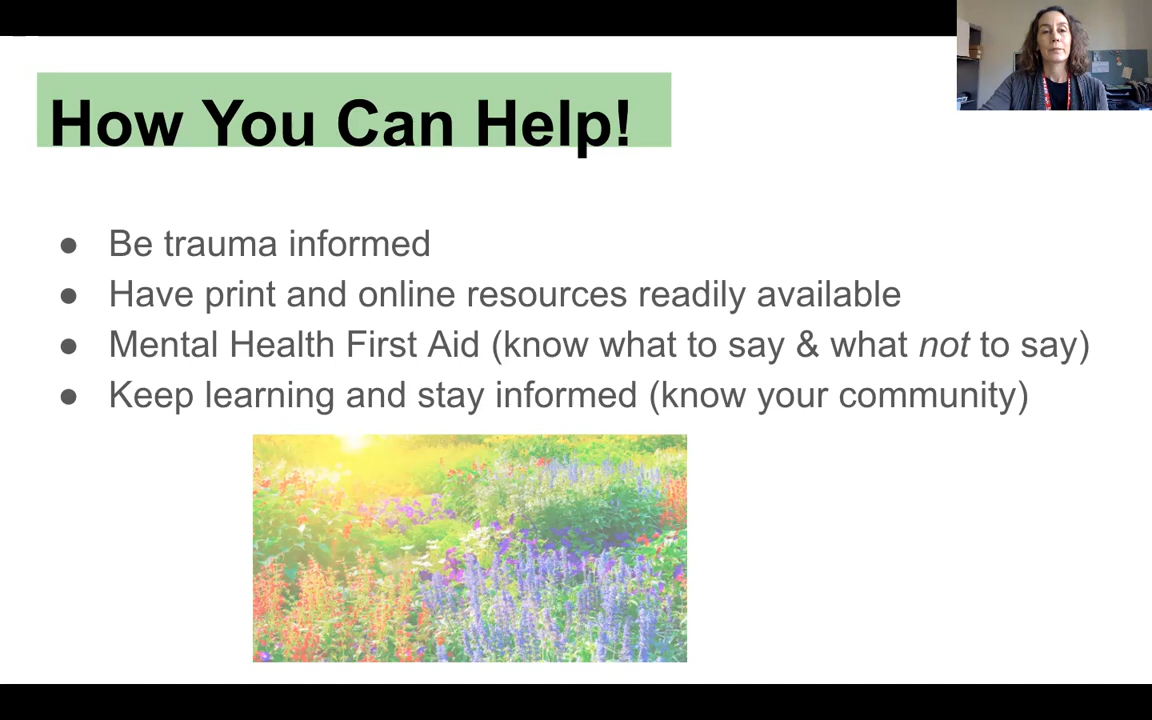 How You Can Help!
● Be trauma informed
● Have print and online resources readily available
● Mental Health First Aid (know what to say & what not to say)
● Keep learning and stay informed (know your community)